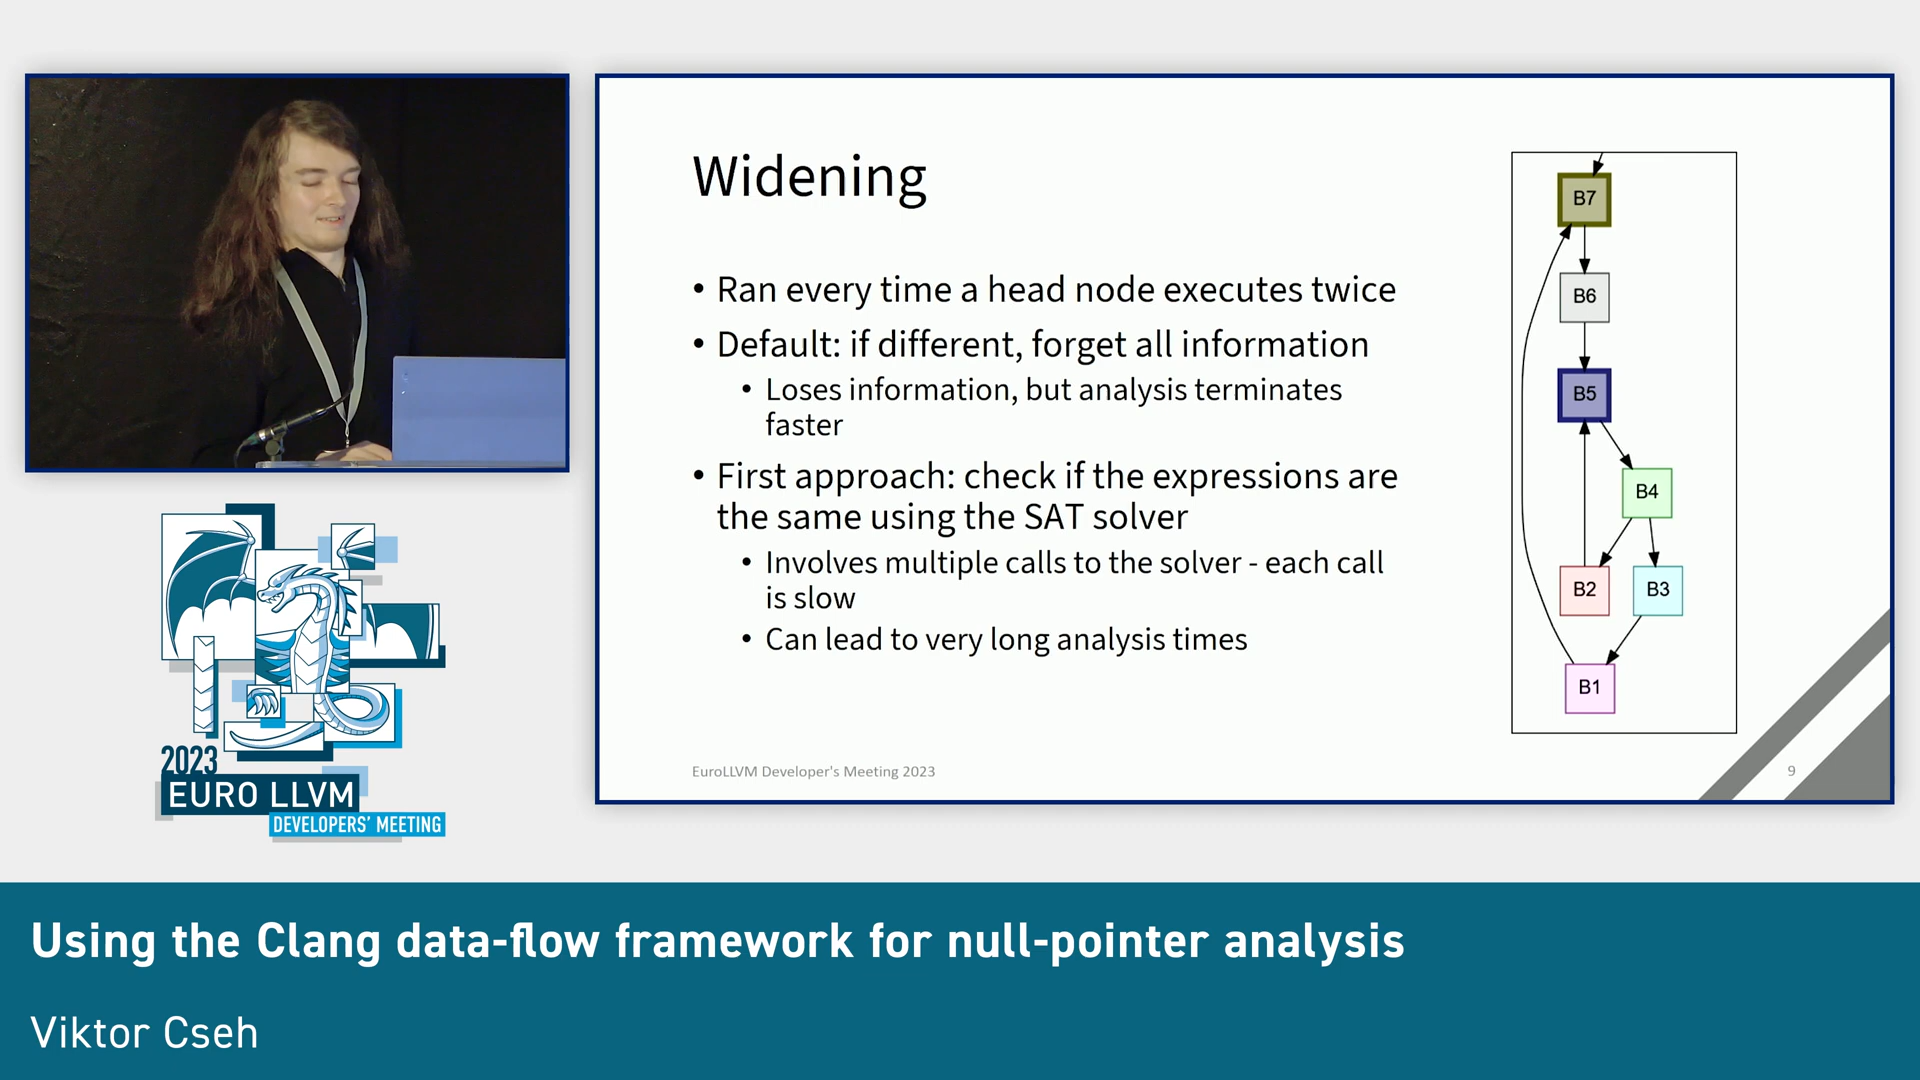 Widening
• Ran every time a head node executes twice
• Default: if different, forget all information
• Loses information, but analysis terminates
faster
• First approach: check if the expressions are
the same using the SAT solver
• Involves multiple calls to the solver - each call
is slow
• Can lead to very long analysis times
B7
B6
B5
B4
B2
B3
B1
EuroLLVM Developer's Meeting 2023
9
2023
EURO LLVM
DEVELOPERS' MEETING
Using the Clang data-flow framework for null-pointer analysis
Viktor Cseh